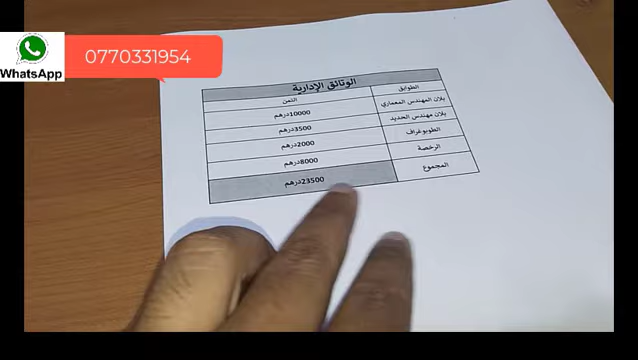 WhatsApp
0770331954
الوثائق الإدارية
الطوابق الثمن
بلان المهندس المعماري 10000درهم
بلان مهندس الحديد 3500درهم
الطوبوغراف 2000درهم
الرخصة 8000درهم
المجموع 23500درهم